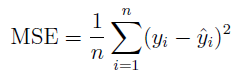 MSE = \frac{1}{n} \sum_{i=1}^{n} (y_i - \hat{y}_i)^2